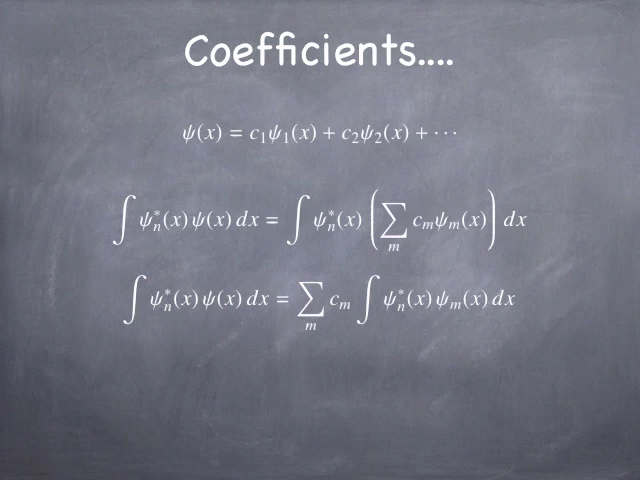 Coefficients....
ψ(x) = c₁ψ₁(x) + c₂ψ₂(x) + ···
∫ ψₙ*(x) ψ(x) dx = ∫ ψₙ*(x) (∑ₘ cₘψₘ(x)) dx
∫ ψₙ*(x) ψ(x) dx = ∑ₘ cₘ ∫ ψₙ*(x) ψₘ(x) dx